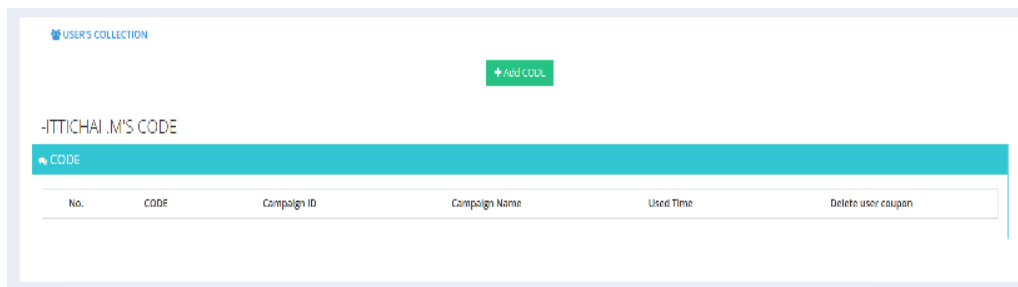 USER'S COLLECTION
+ Add CODE
-ITTICHAI .M'S CODE
CODE
No. CODE Campaign ID Campaign Name Used Time Delete user coupon